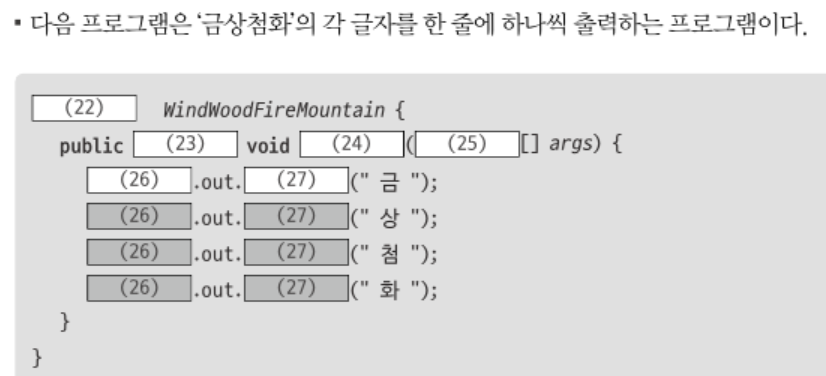 ▪ 다음 프로그램은 ‘금상첨화’의 각 글자를 한 줄에 하나씩 출력하는 프로그램이다.
(22) WindWoodFireMountain {
public (23) void (24) ( (25) [] args) {
(26) .out. (27) (" 금 ");
(26) .out. (27) (" 상 ");
(26) .out. (27) (" 첨 ");
(26) .out. (27) (" 화 ");
}
}